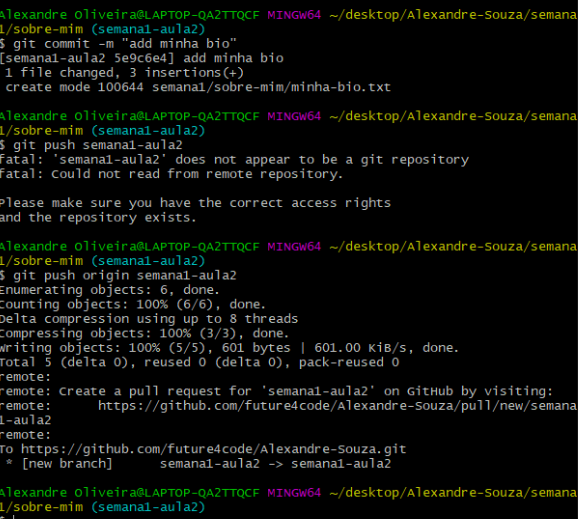 Alexandre Oliveira@LAPTOP-QA2TTQCF MINGW64 ~/desktop/Alexandre-Souza/semana
1/sobre-mim (semana1-aula2)
$ git commit -m "add minha bio"
[semana1-aula2 5e9c6e4] add minha bio
 1 file changed, 3 insertions(+)
 create mode 100644 semana1/sobre-mim/minha-bio.txt

Alexandre Oliveira@LAPTOP-QA2TTQCF MINGW64 ~/desktop/Alexandre-Souza/semana
1/sobre-mim (semana1-aula2)
$ git push semana1-aula2
fatal: 'semana1-aula2' does not appear to be a git repository
fatal: Could not read from remote repository.

Please make sure you have the correct access rights
and the repository exists.

Alexandre Oliveira@LAPTOP-QA2TTQCF MINGW64 ~/desktop/Alexandre-Souza/semana
1/sobre-mim (semana1-aula2)
$ git push origin semana1-aula2
Enumerating objects: 6, done.
Counting objects: 100% (6/6), done.
Delta compression using up to 8 threads
Compressing objects: 100% (3/3), done.
Writing objects: 100% (5/5), 601 bytes | 601.00 KiB/s, done.
Total 5 (delta 0), reused 0 (delta 0), pack-reused 0
remote:
remote: Create a pull request for 'semana1-aula2' on GitHub by visiting:
remote:      https://github.com/future4code/Alexandre-Souza/pull/new/semana
1-aula2
remote:
To https://github.com/future4code/Alexandre-Souza.git
 * [new branch]      semana1-aula2 -> semana1-aula2

Alexandre Oliveira@LAPTOP-QA2TTQCF MINGW64 ~/desktop/Alexandre-Souza/semana
1/sobre-mim (semana1-aula2)
$